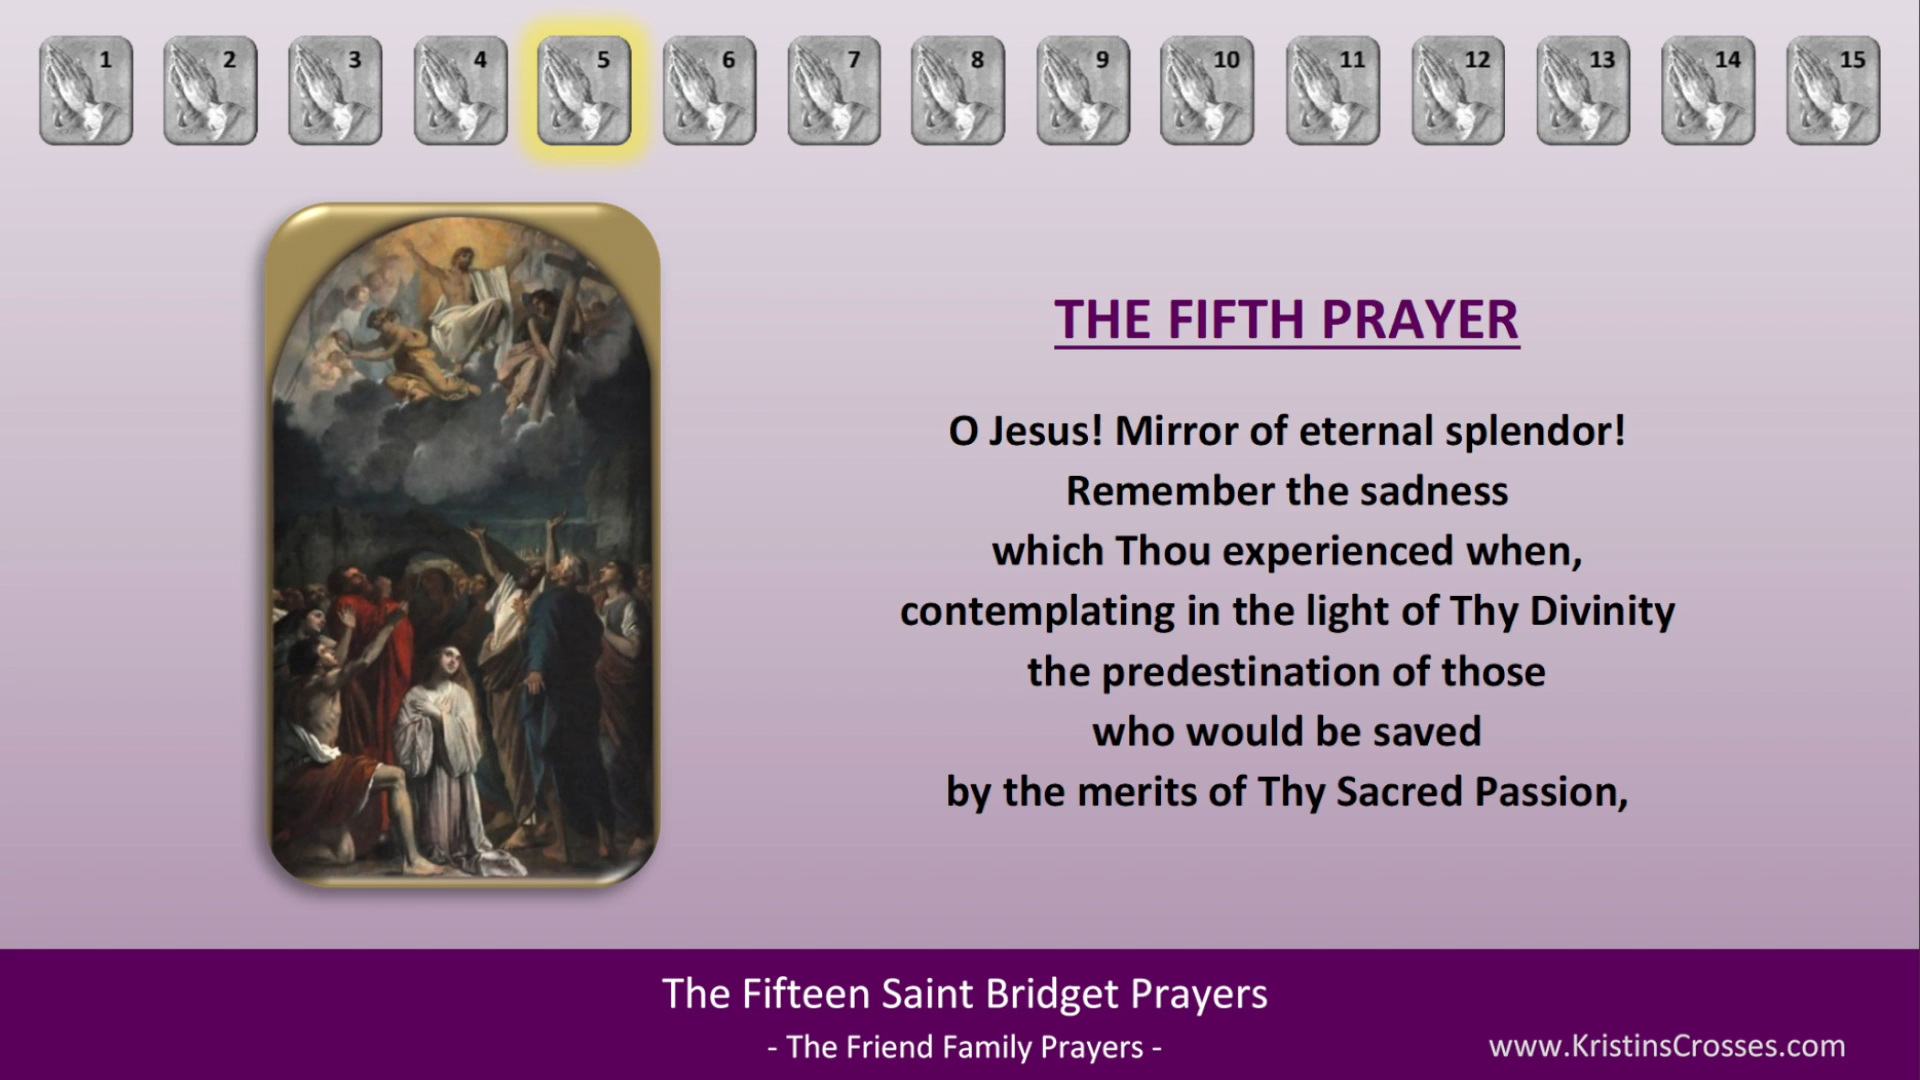 1 2 3 4 5 6 7 8 9 10 11 12 13 14 15
THE FIFTH PRAYER
O Jesus! Mirror of eternal splendor!
Remember the sadness
which Thou experienced when,
contemplating in the light of Thy Divinity
the predestination of those
who would be saved
by the merits of Thy Sacred Passion,
The Fifteen Saint Bridget Prayers
- The Friend Family Prayers -
www.KristinsCrosses.com